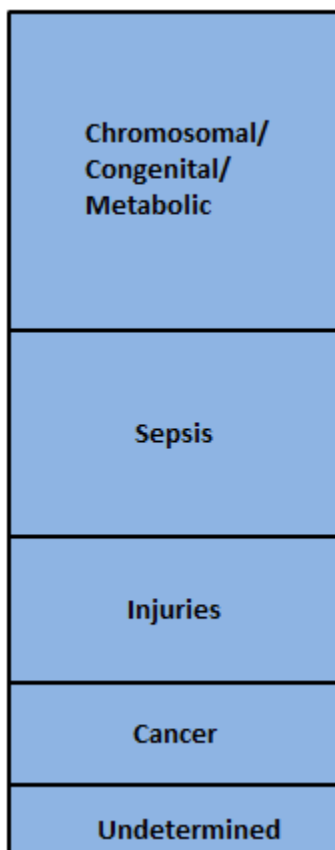 Chromosomal/
Congenital/
Metabolic
Sepsis
Injuries
Cancer
Undetermined